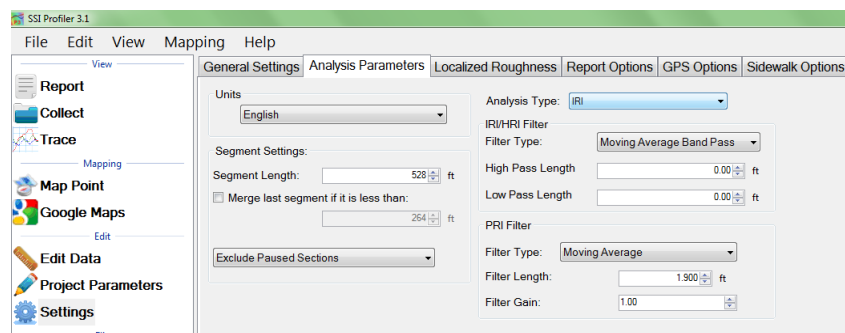 SSI Profiler 3.1
File Edit View Mapping Help
View
Report
Collect
Trace
Mapping
Map Point
Google Maps
Edit
Edit Data
Project Parameters
Settings
General Settings Analysis Parameters Localized Roughness Report Options GPS Options Sidewalk Options
Units
English
Segment Settings:
Segment Length: 528 ft
Merge last segment if it is less than:
264 ft
Exclude Paused Sections
Analysis Type: IRI
IRI/HRI Filter
Filter Type: Moving Average Band Pass
High Pass Length 0.00 ft
Low Pass Length 0.00 ft
PRI Filter
Filter Type: Moving Average
Filter Length: 1.900 ft
Filter Gain: 1.00